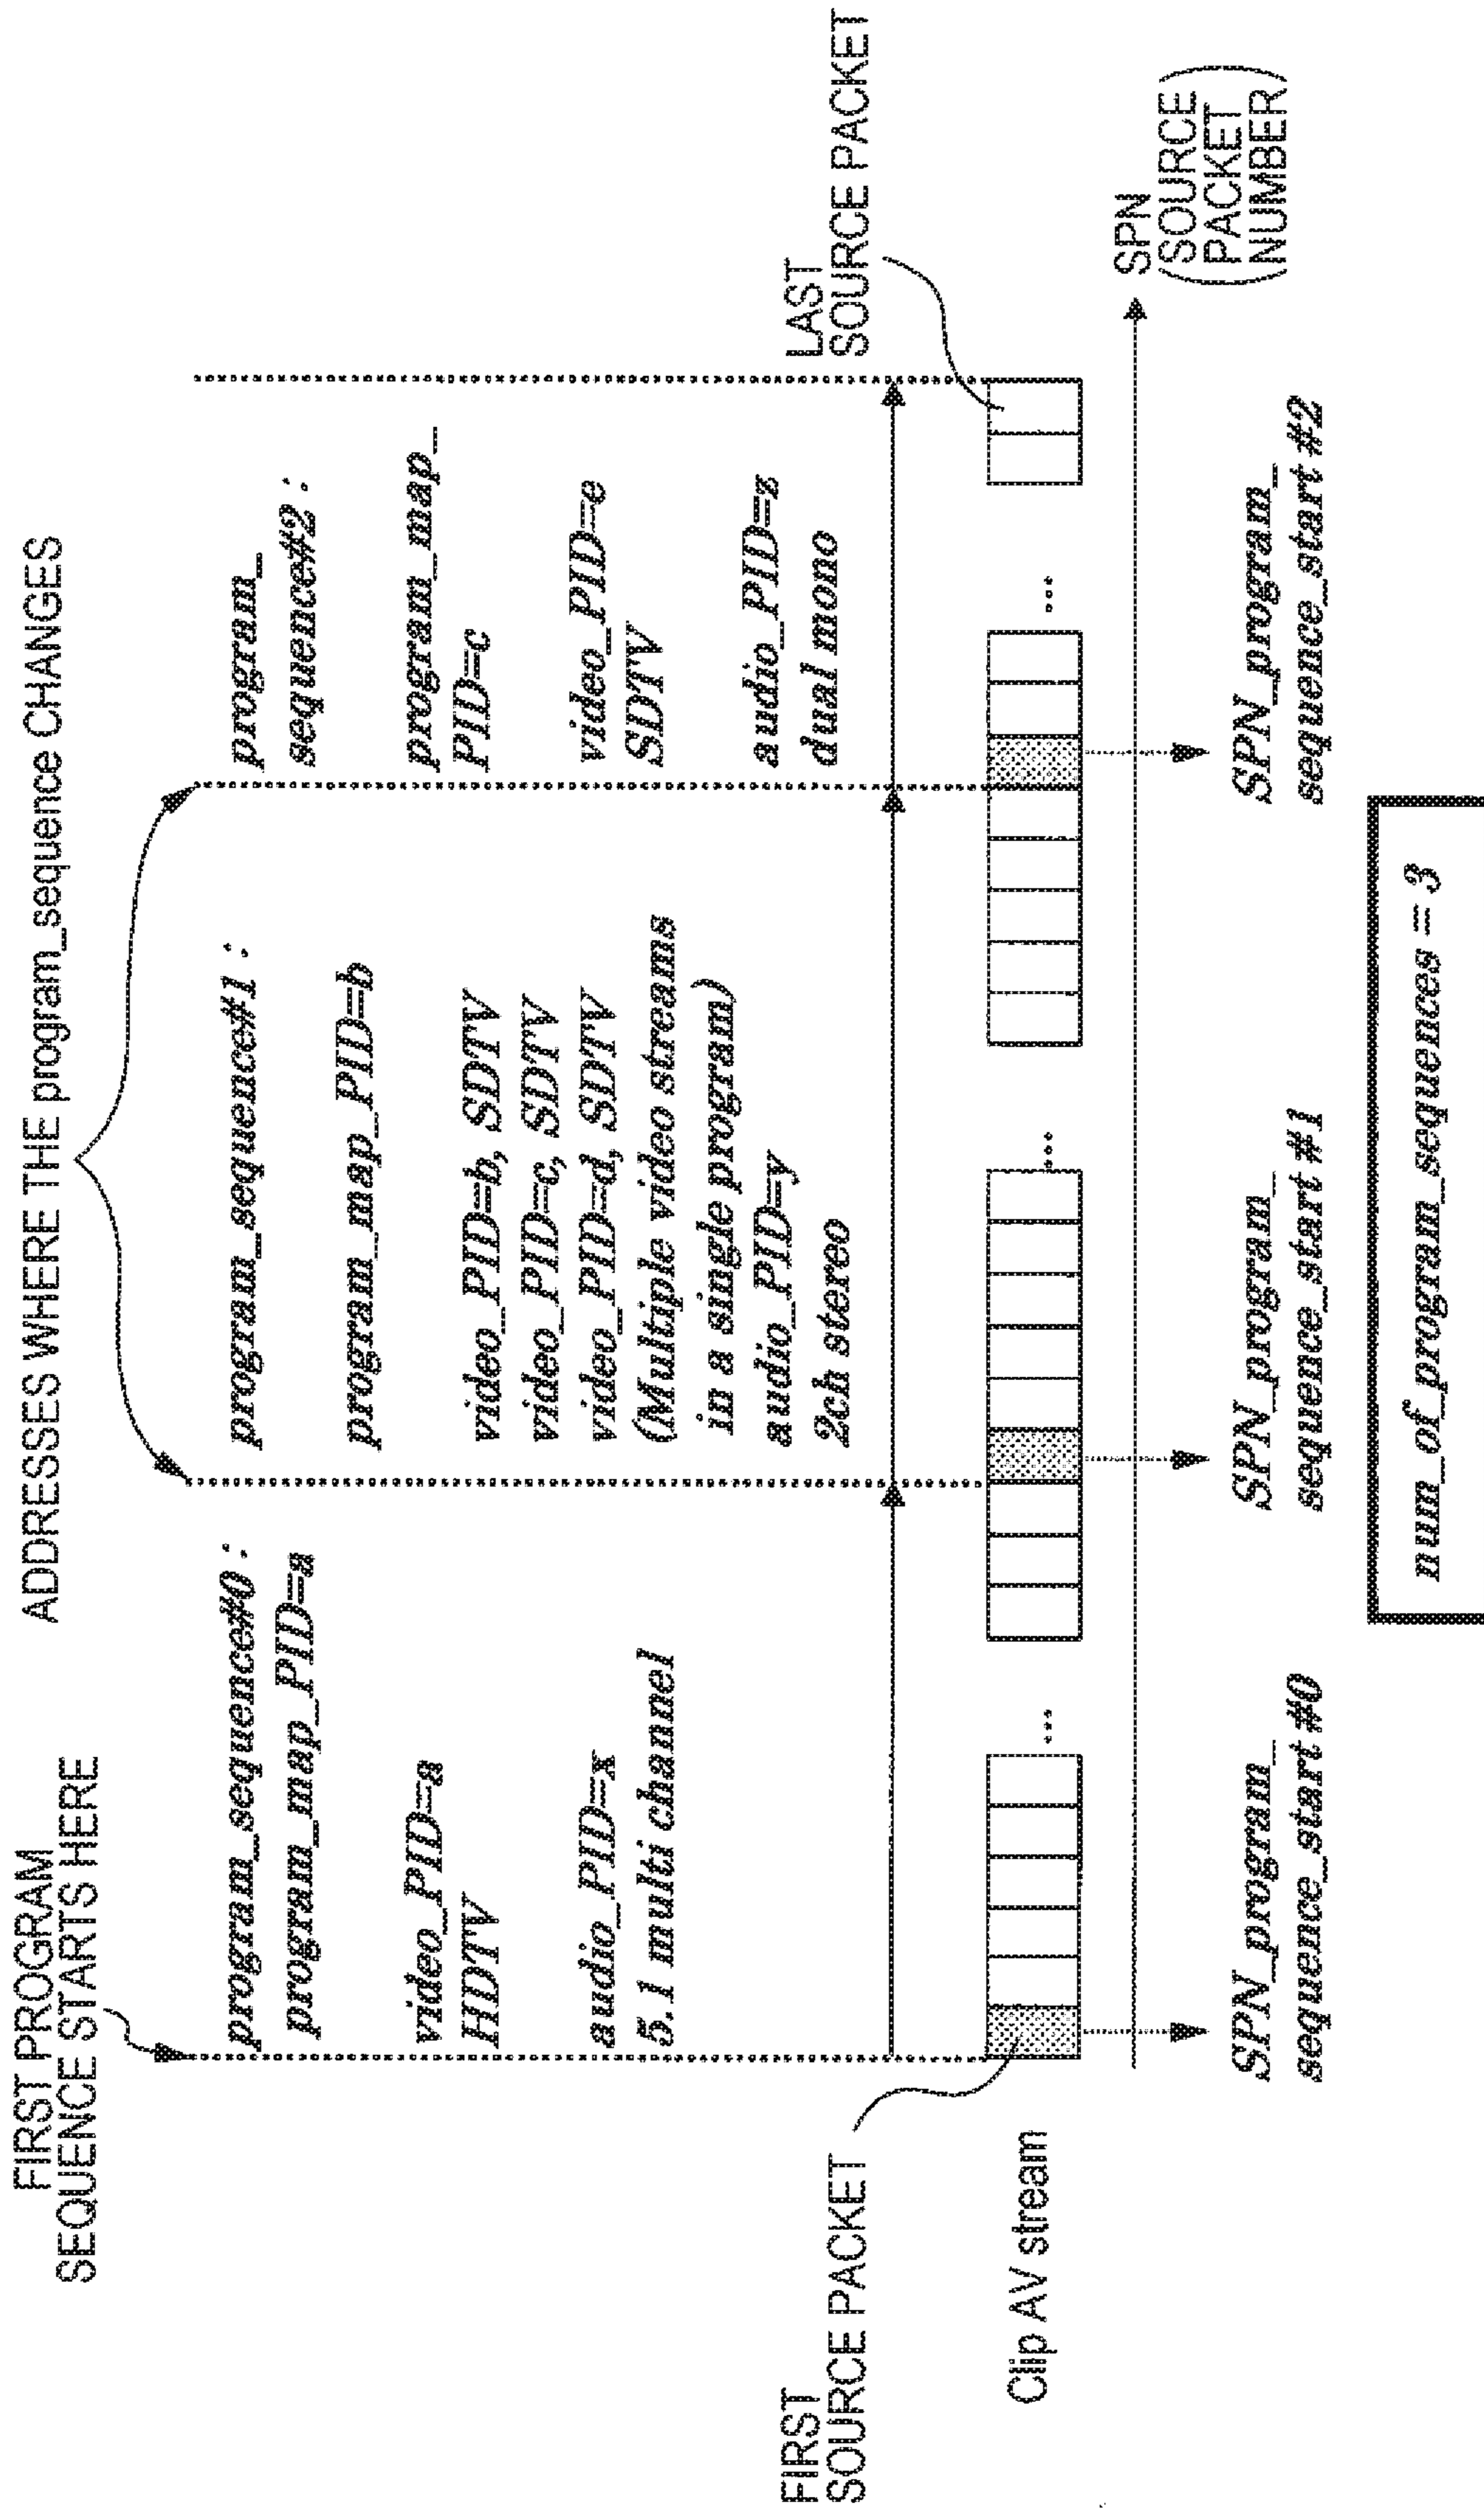 FIRST PROGRAM
SEQUENCE STARTS HERE
ADDRESSES WHERE THE program_sequence CHANGES
program_sequence#0 :
program_map_PID=a
video_PID=a
HDTV
audio_PID=x
5.1 multi channel
program_sequence#1 :
program_map_PID=b
video_PID=b, SDTV
video_PID=c, SDTV
video_PID=d, SDTV
(Multiple video streams
in a single program)
audio_PID=y
2ch stereo
program_
sequence#2 :
program_map_
PID=c
video_PID=e
SDTV
audio_PID=z
dual mono
FIRST
SOURCE PACKET
LAST
SOURCE PACKET
Clip AV stream
...
...
...
SPN
(SOURCE
PACKET
NUMBER)
SPN_program_
sequence_start #0
SPN_program_
sequence_start #1
SPN_program_
sequence_start #2
num_of_program_sequences = 3